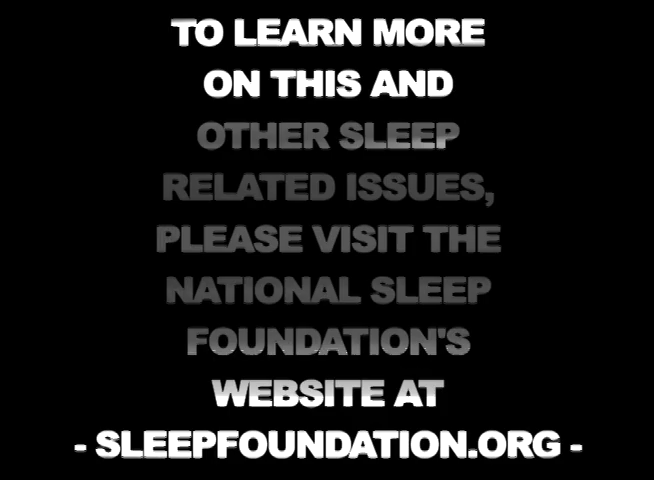 TO LEARN MORE
ON THIS AND
OTHER SLEEP
RELATED ISSUES,
PLEASE VISIT THE
NATIONAL SLEEP
FOUNDATION'S
WEBSITE AT
- SLEEPFOUNDATION.ORG -